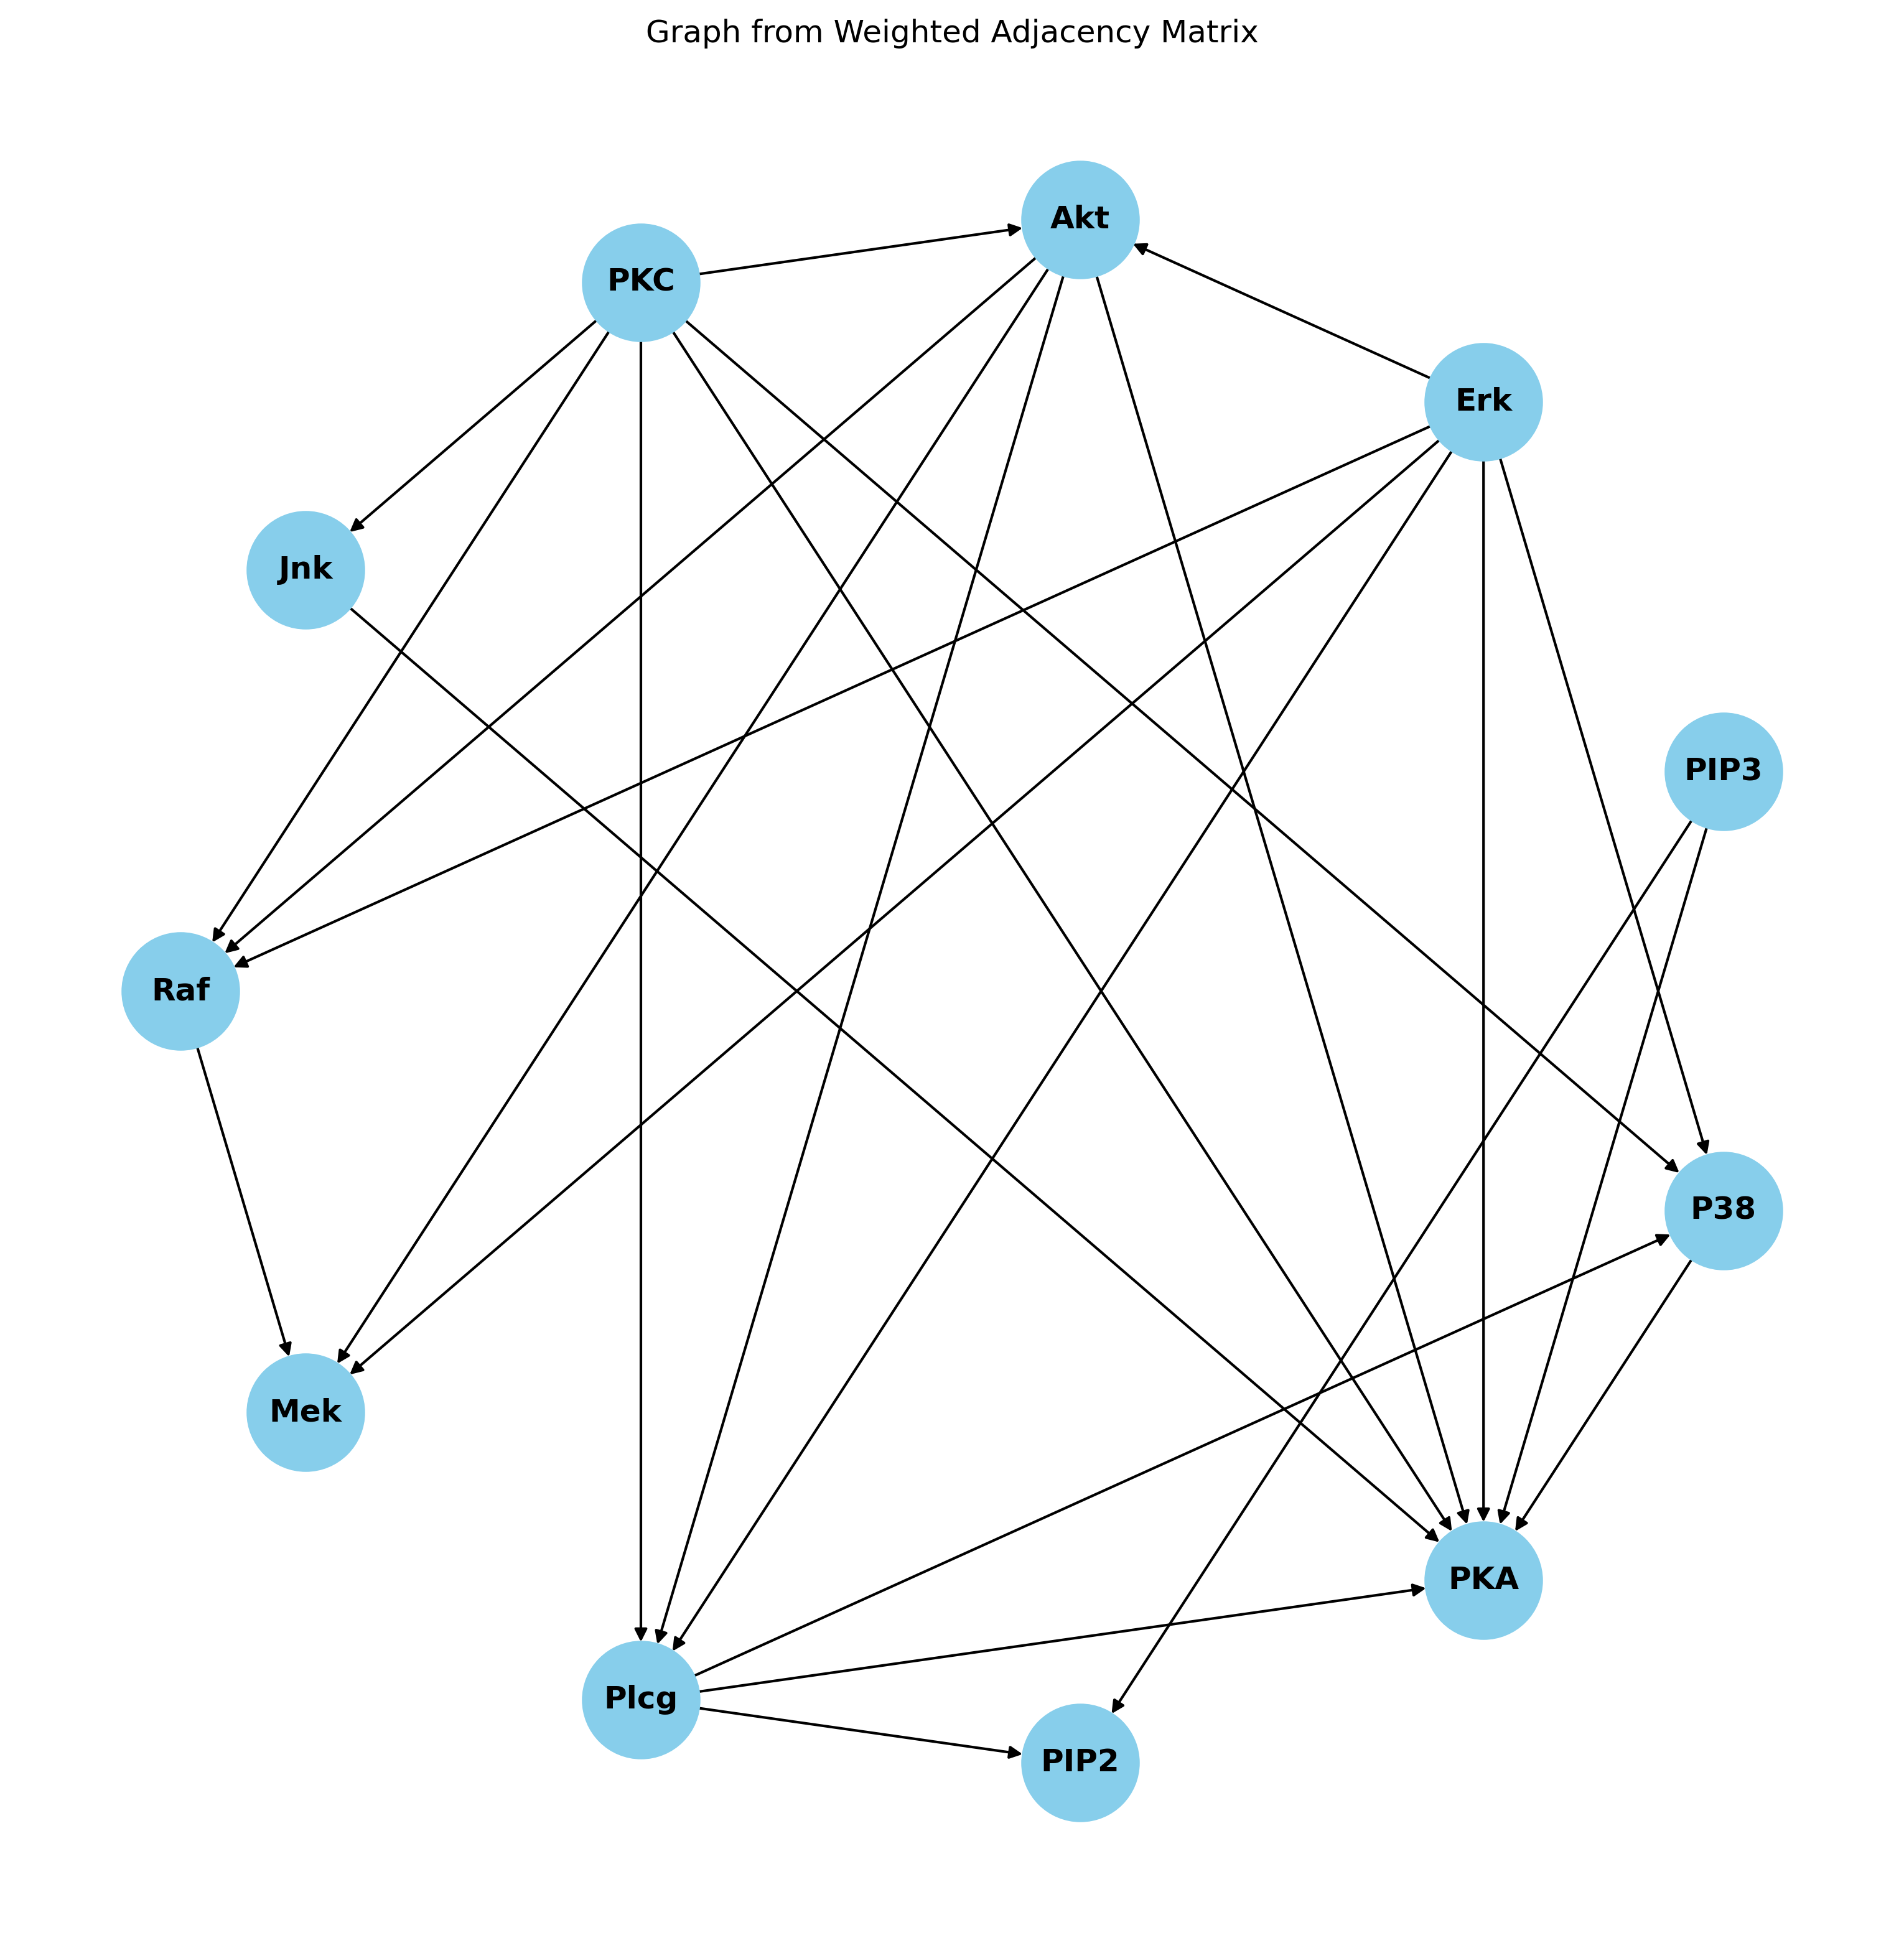 Graph from Weighted Adjacency Matrix
Akt
PKC
Erk
Jnk
PIP3
Raf
P38
Mek
PKA
Plcg
PIP2